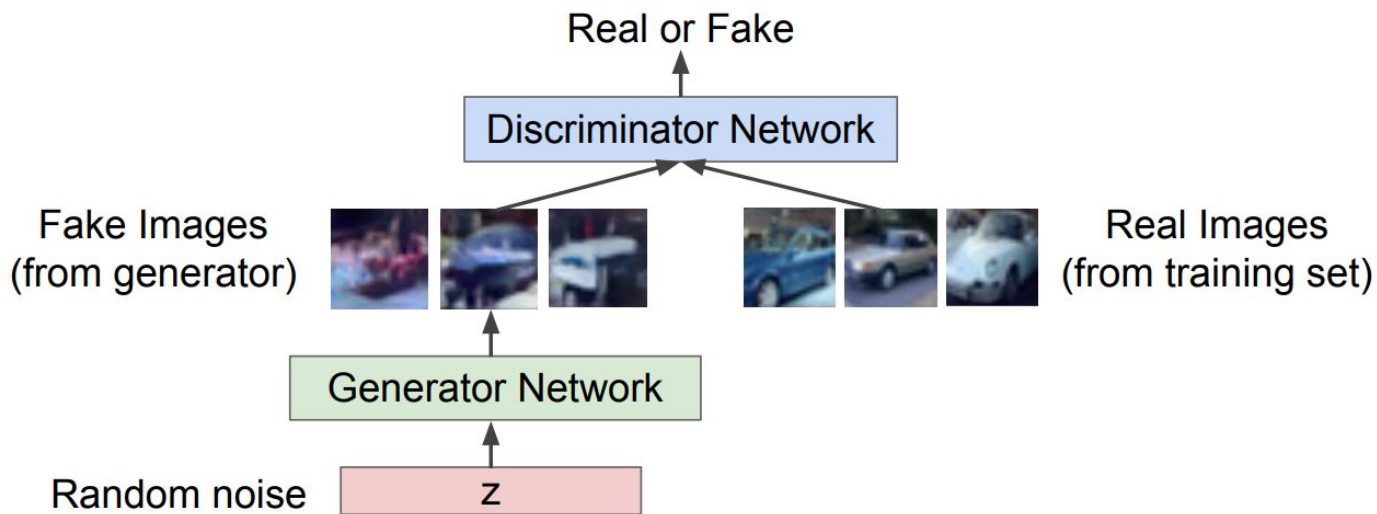 Real or Fake
Discriminator Network
Fake Images
(from generator)
Real Images
(from training set)
Generator Network
Random noise
z